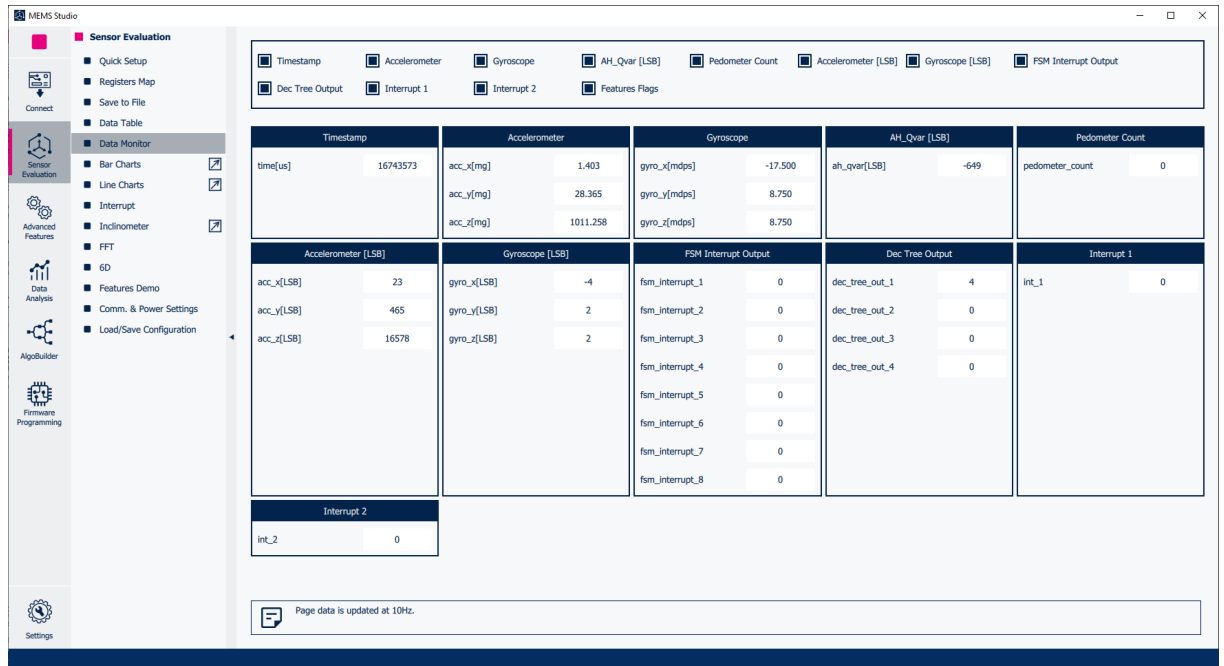 MEMS Studio
Connect
Sensor
Evaluation
Advanced
Features
Data
Analysis
AlgoBuilder
Firmware
Programming
Settings
Sensor Evaluation
Quick Setup
Registers Map
Save to File
Data Table
Data Monitor
Bar Charts
Line Charts
Interrupt
Inclinometer
FFT
6D
Features Demo
Comm. & Power Settings
Load/Save Configuration
Timestamp Accelerometer Gyroscope AH_Qvar [LSB] Pedometer Count Accelerometer [LSB] Gyroscope [LSB] FSM Interrupt Output
Dec Tree Output Interrupt 1 Interrupt 2 Features Flags
Timestamp
time[us] 16743573
Accelerometer
acc_x[mg] 1.403
acc_y[mg] 28.365
acc_z[mg] 1011.258
Gyroscope
gyro_x[mdps] -17.500
gyro_y[mdps] 8.750
gyro_z[mdps] 8.750
AH_Qvar [LSB]
ah_qvar[LSB] -649
Pedometer Count
pedometer_count 0
Accelerometer [LSB]
acc_x[LSB] 23
acc_y[LSB] 465
acc_z[LSB] 16578
Gyroscope [LSB]
gyro_x[LSB] -4
gyro_y[LSB] 2
gyro_z[LSB] 2
FSM Interrupt Output
fsm_interrupt_1 0
fsm_interrupt_2 0
fsm_interrupt_3 0
fsm_interrupt_4 0
fsm_interrupt_5 0
fsm_interrupt_6 0
fsm_interrupt_7 0
fsm_interrupt_8 0
Dec Tree Output
dec_tree_out_1 4
dec_tree_out_2 0
dec_tree_out_3 0
dec_tree_out_4 0
Interrupt 1
int_1 0
Interrupt 2
int_2 0
Page data is updated at 10Hz.